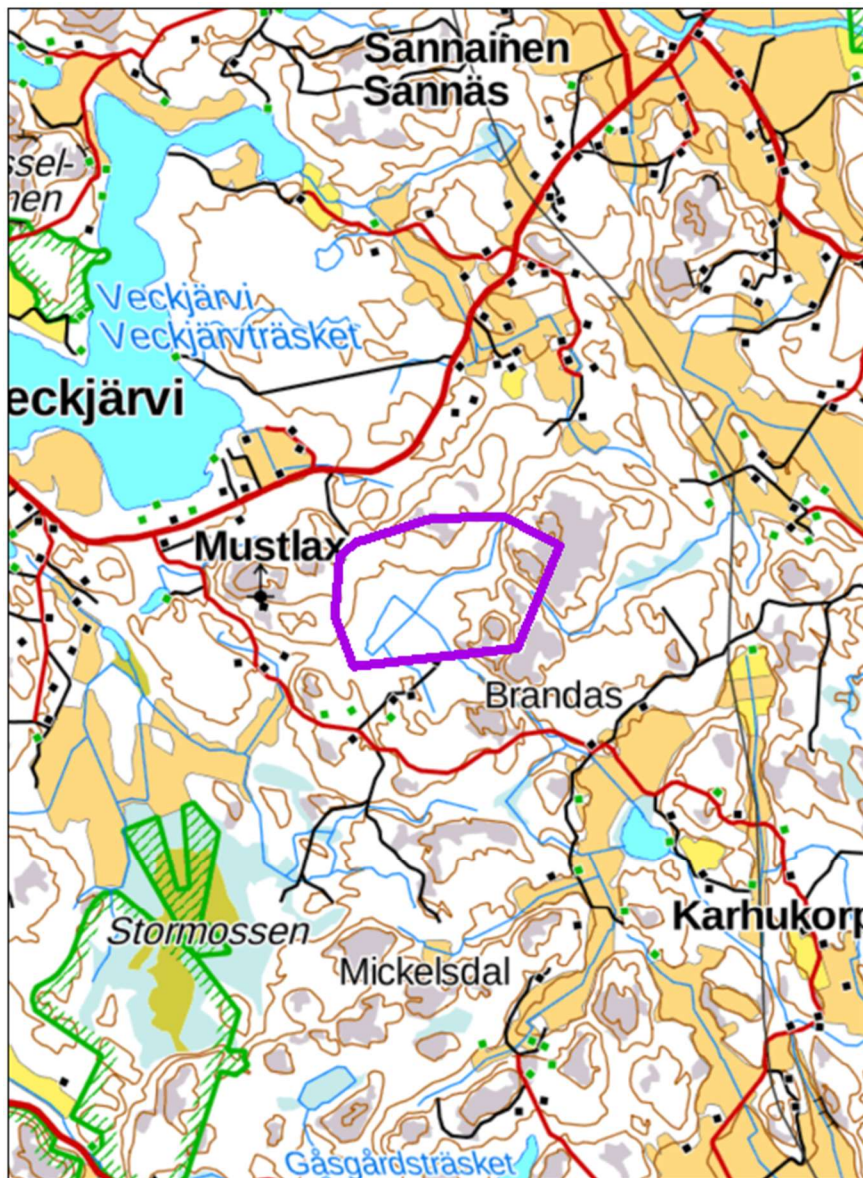 Sannainen
Sannäs
ssel-
nen
Veckjärvi
Veckjärvträsket
eckjärvi
Mustlax
Brandas
Karhukorp
Stormossen
Mickelsdal
Gåsgårdsträsket